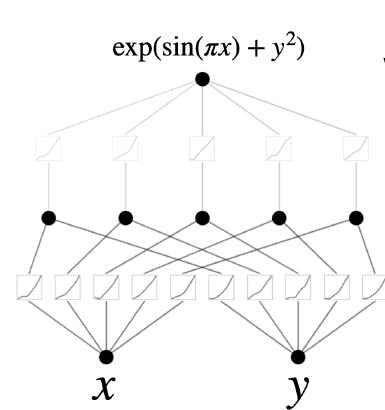 exp(sin(πx) + y²)
x y